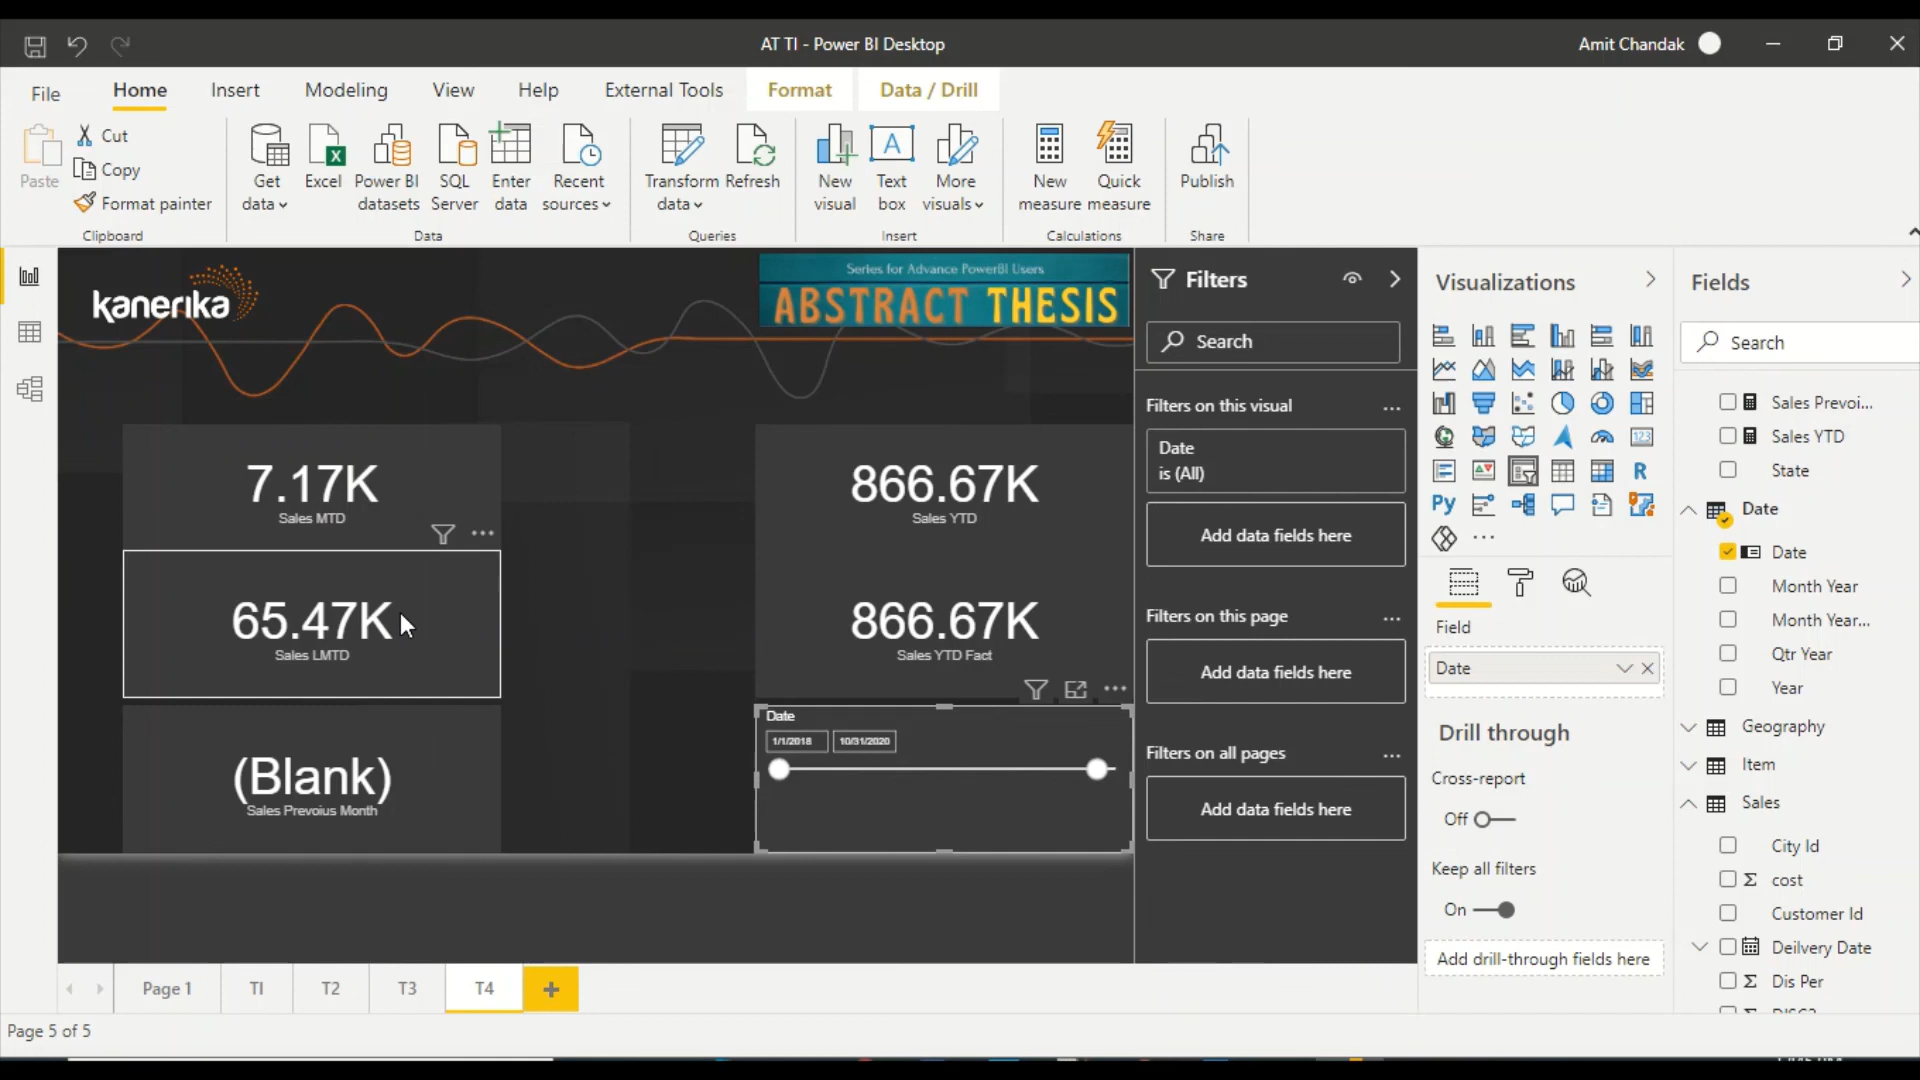 AT TI - Power BI Desktop
Amit Chandak
File
Home
Insert
Modeling
View
Help
External Tools
Format
Data / Drill
Paste
Cut
Copy
Format painter
Clipboard
Get data
Excel
Power BI datasets
SQL Server
Enter data
Recent sources
Data
Transform data
Refresh
Queries
New visual
Text box
More visuals
Insert
New measure
Quick measure
Calculations
Publish
Share
kanerika
Series for Advance PowerBI Users
ABSTRACT THESIS
7.17K
Sales MTD
65.47K
Sales LMTD
(Blank)
Sales Prevoius Month
866.67K
Sales YTD
866.67K
Sales YTD Fact
Date
1/1/2018
10/31/2020
Filters
Search
Filters on this visual
Date
is (All)
Add data fields here
Filters on this page
Add data fields here
Filters on all pages
Add data fields here
Visualizations
123
R
Py
Field
Date
Drill through
Cross-report
Off
Keep all filters
On
Add drill-through fields here
Fields
Search
Sales Prevoi...
Sales YTD
State
Date
Date
Month Year
Month Year...
Qtr Year
Year
Geography
Item
Sales
City Id
cost
Customer Id
Deilvery Date
Dis Per
Page 1
TI
T2
T3
T4
Page 5 of 5